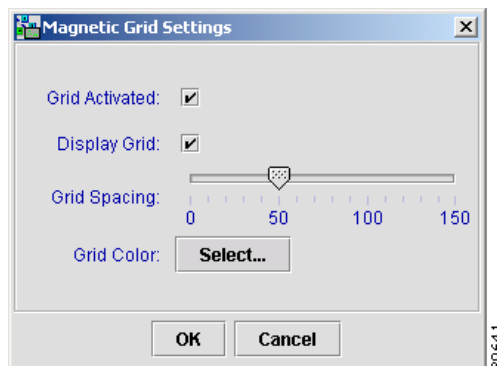 Magnetic Grid Settings
Grid Activated:
Display Grid:
Grid Spacing:
0 50 100 150
Grid Color: Select...
OK Cancel